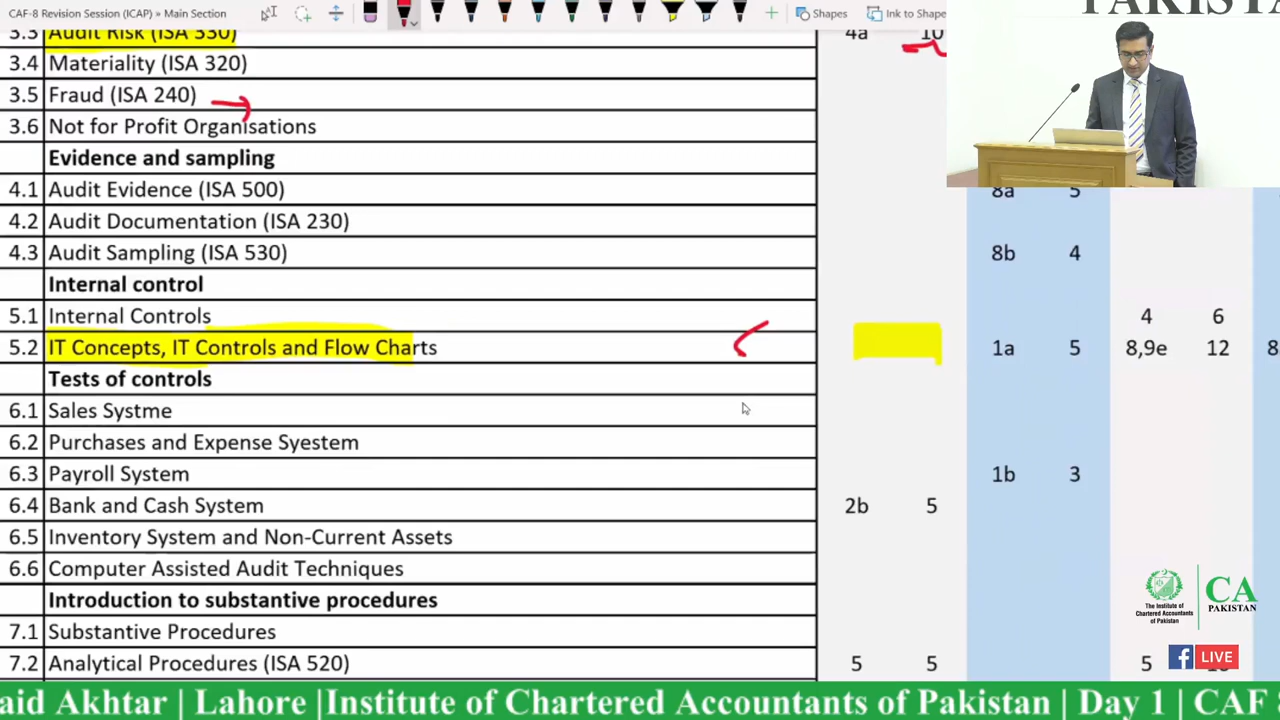 CAF-8 Revision Session (ICAP) » Main Section
Shapes
Ink to Shape
PAKISTAN
3.3 Audit Risk (ISA 330) 4a 10
3.4 Materiality (ISA 320)
3.5 Fraud (ISA 240)
3.6 Not for Profit Organisations
Evidence and sampling
4.1 Audit Evidence (ISA 500) 8a 5
4.2 Audit Documentation (ISA 230)
4.3 Audit Sampling (ISA 530) 8b 4
Internal control
5.1 Internal Controls 4 6
5.2 IT Concepts, IT Controls and Flow Charts 1a 5 8,9e 12 8
Tests of controls
6.1 Sales Systme
6.2 Purchases and Expense Syestem
6.3 Payroll System 1b 3
6.4 Bank and Cash System 2b 5
6.5 Inventory System and Non-Current Assets
6.6 Computer Assisted Audit Techniques
Introduction to substantive procedures
7.1 Substantive Procedures
7.2 Analytical Procedures (ISA 520) 5 5 5
The Institute of
Chartered Accountants
of Pakistan
CA
PAKISTAN
f LIVE
aid Akhtar | Lahore |Institute of Chartered Accountants of Pakistan | Day 1 | CAF